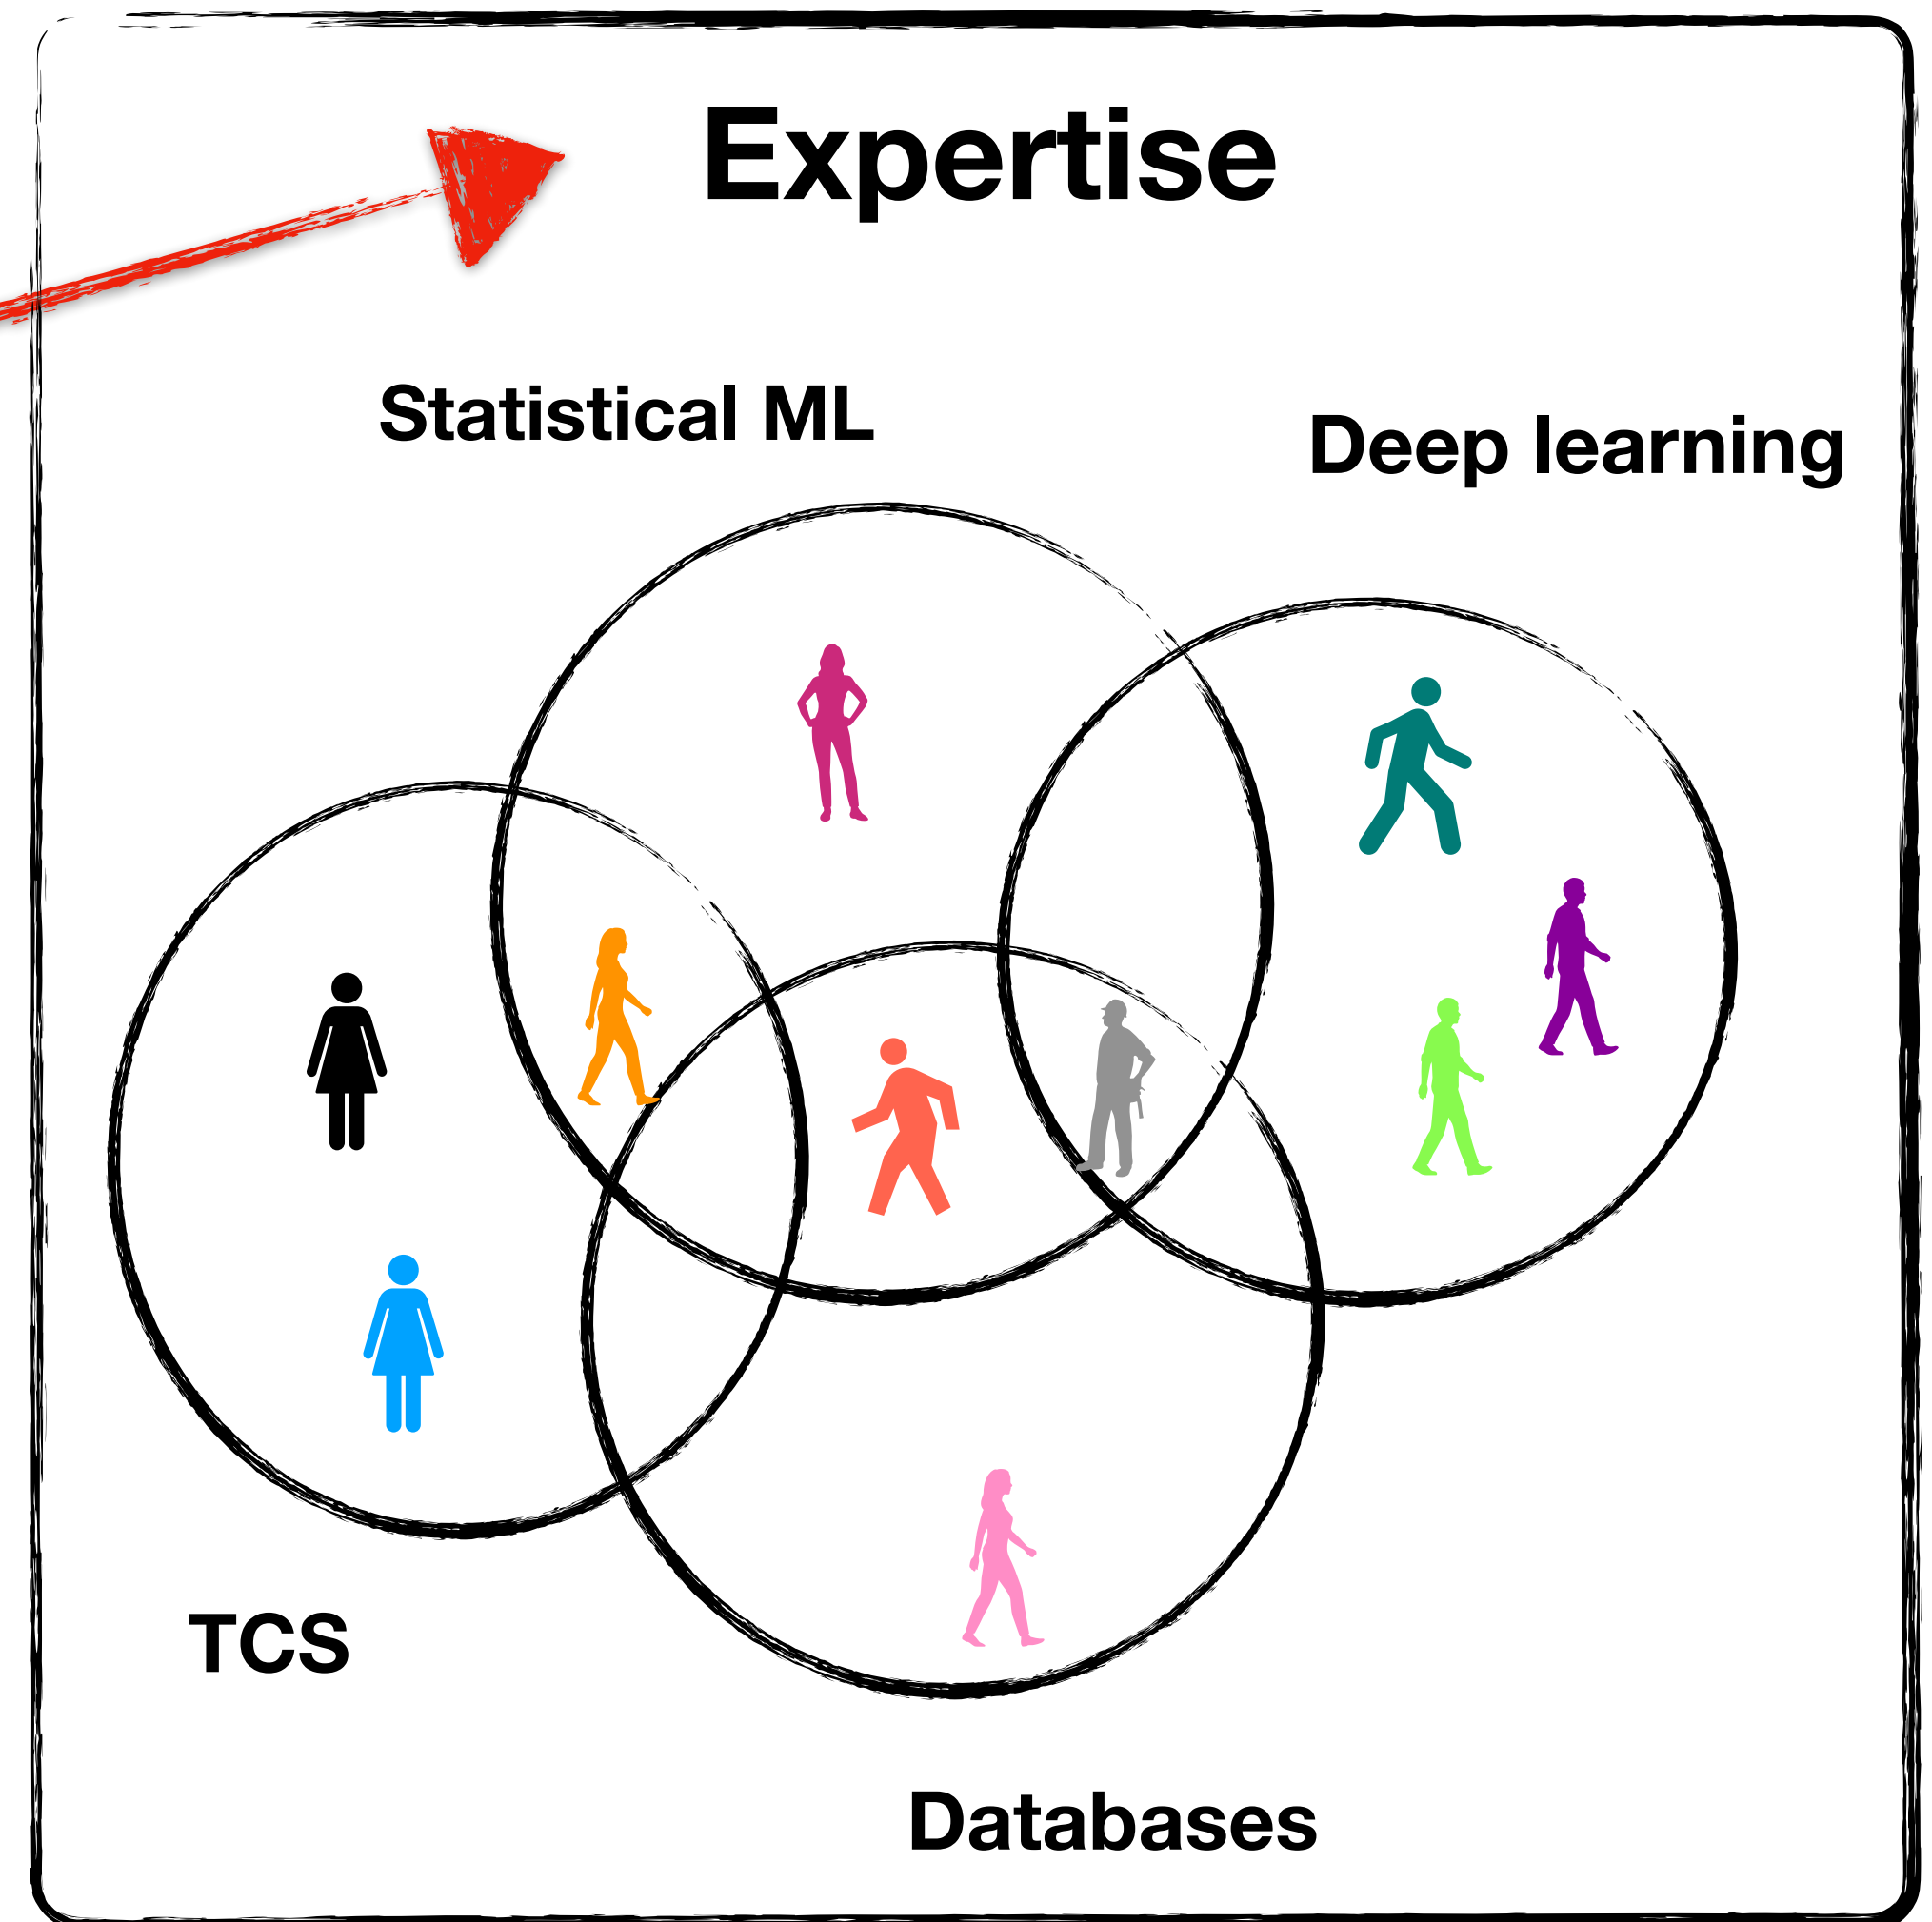 Expertise
Statistical ML
Deep learning
TCS
Databases